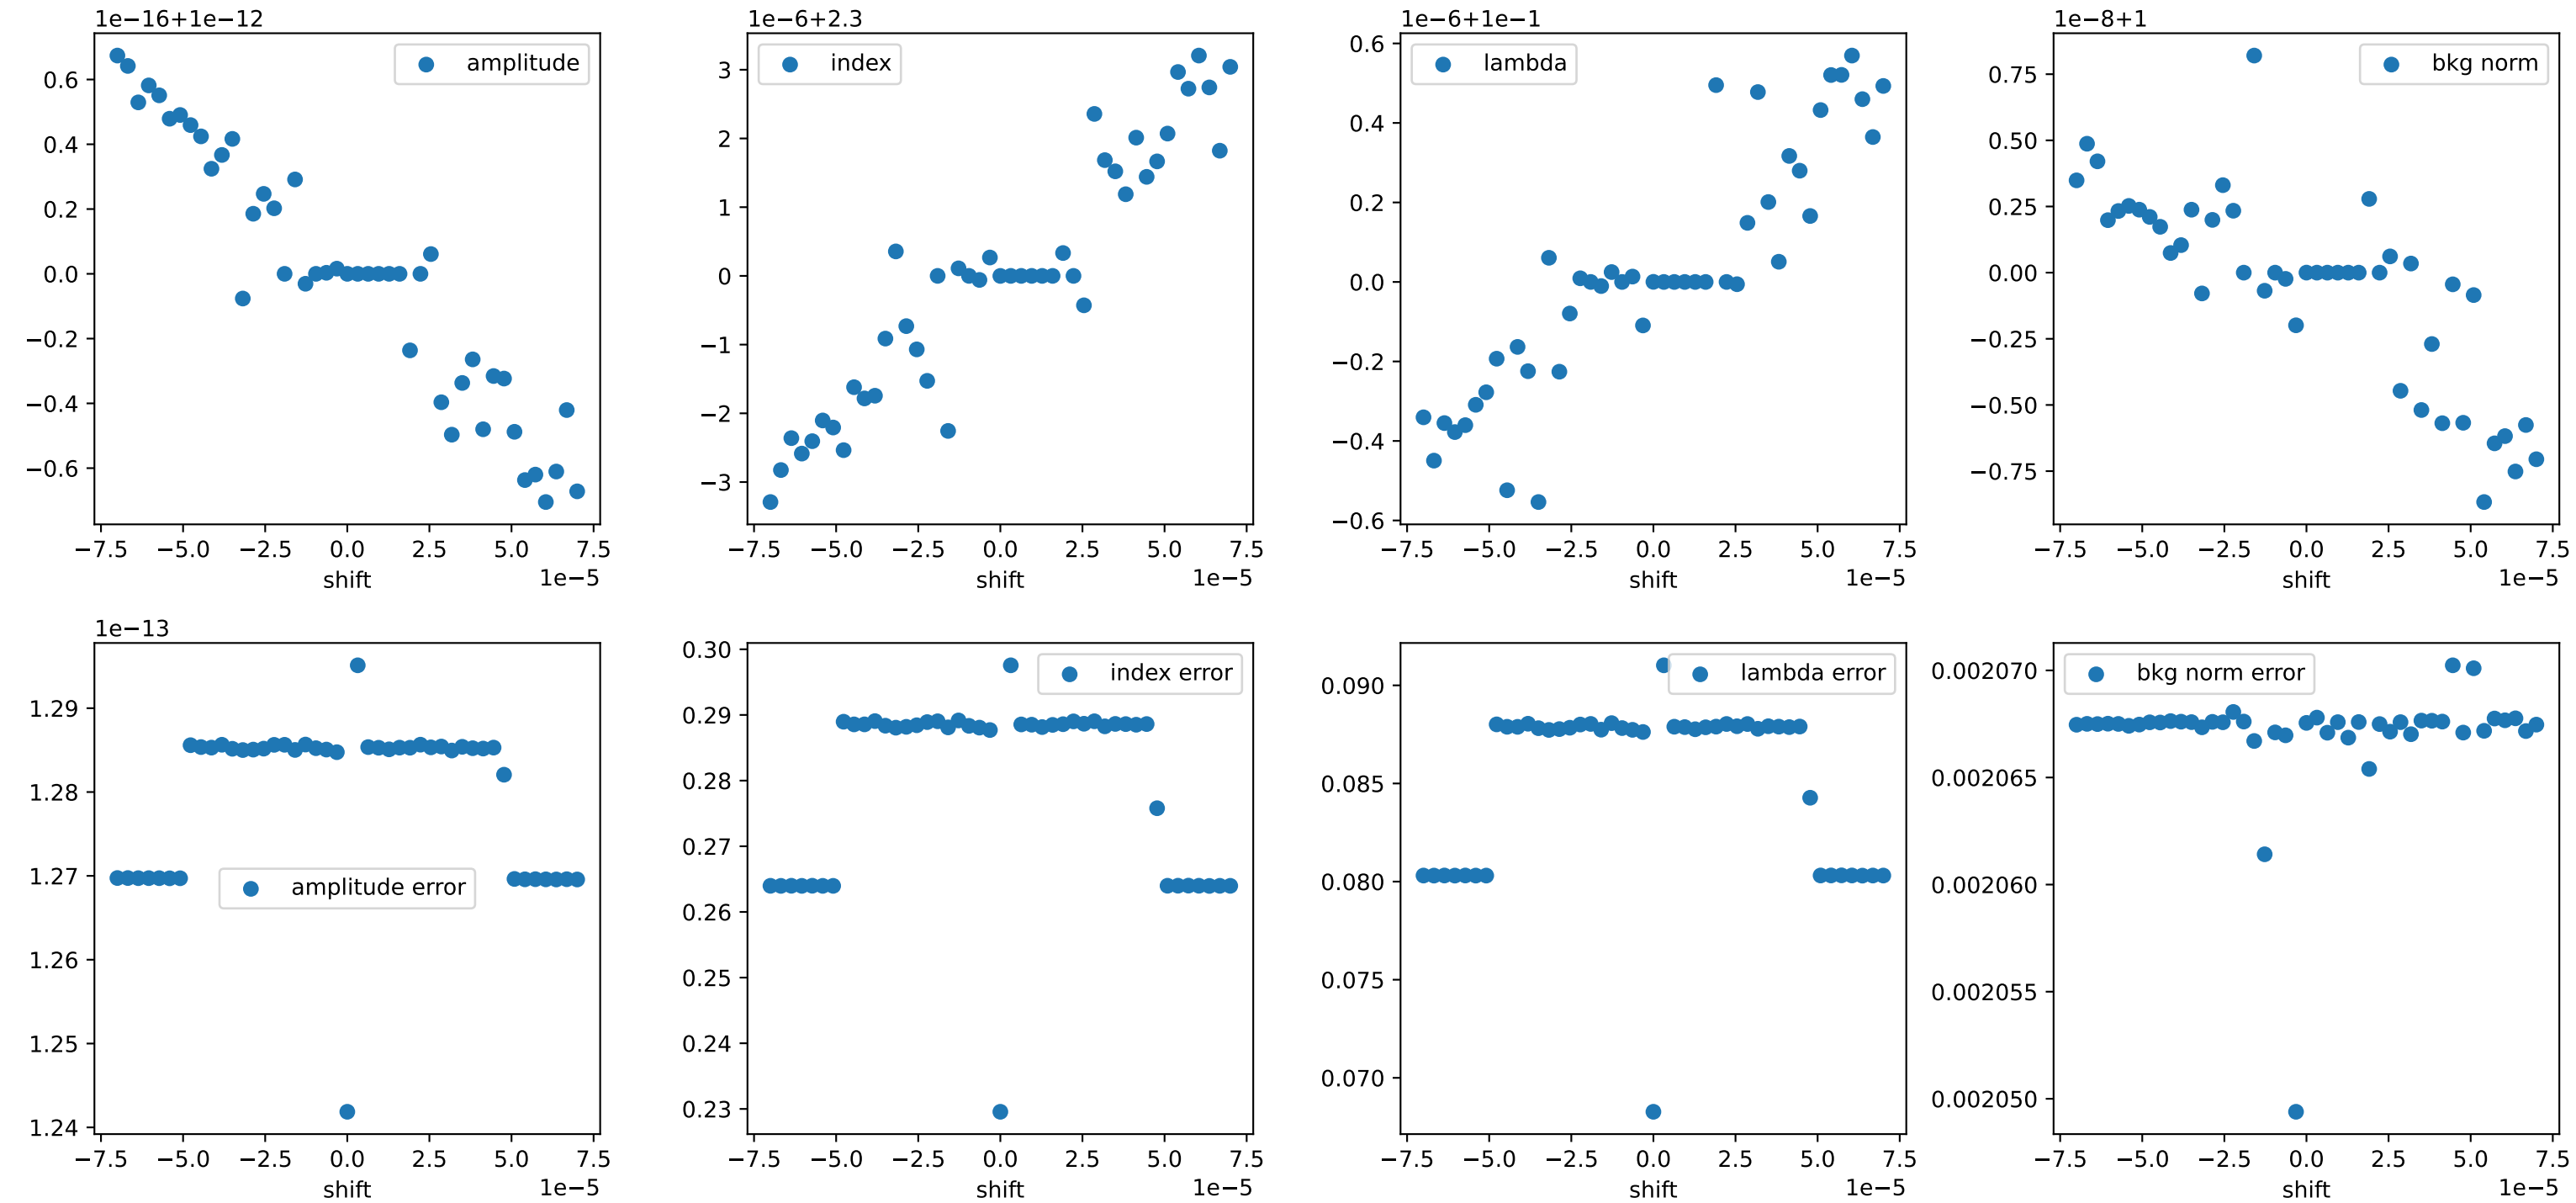 1e−16+1e−12
amplitude
0.6
0.4
0.2
0.0
−0.2
−0.4
−0.6
−7.5 −5.0 −2.5 0.0 2.5 5.0 7.5
shift
1e−5
1e−6+2.3
index
3
2
1
0
−1
−2
−3
−7.5 −5.0 −2.5 0.0 2.5 5.0 7.5
shift
1e−5
1e−6+1e−1
lambda
0.6
0.4
0.2
0.0
−0.2
−0.4
−0.6
−7.5 −5.0 −2.5 0.0 2.5 5.0 7.5
shift
1e−5
1e−8+1
bkg norm
0.75
0.50
0.25
0.00
−0.25
−0.50
−0.75
−7.5 −5.0 −2.5 0.0 2.5 5.0 7.5
shift
1e−5
1e−13
1.29
1.28
1.27
amplitude error
1.26
1.25
1.24
−7.5 −5.0 −2.5 0.0 2.5 5.0 7.5
shift
1e−5
0.30
index error
0.29
0.28
0.27
0.26
0.25
0.24
0.23
−7.5 −5.0 −2.5 0.0 2.5 5.0 7.5
shift
1e−5
lambda error
0.090
0.085
0.080
0.075
0.070
−7.5 −5.0 −2.5 0.0 2.5 5.0 7.5
shift
1e−5
bkg norm error
0.002070
0.002065
0.002060
0.002055
0.002050
−7.5 −5.0 −2.5 0.0 2.5 5.0 7.5
shift
1e−5